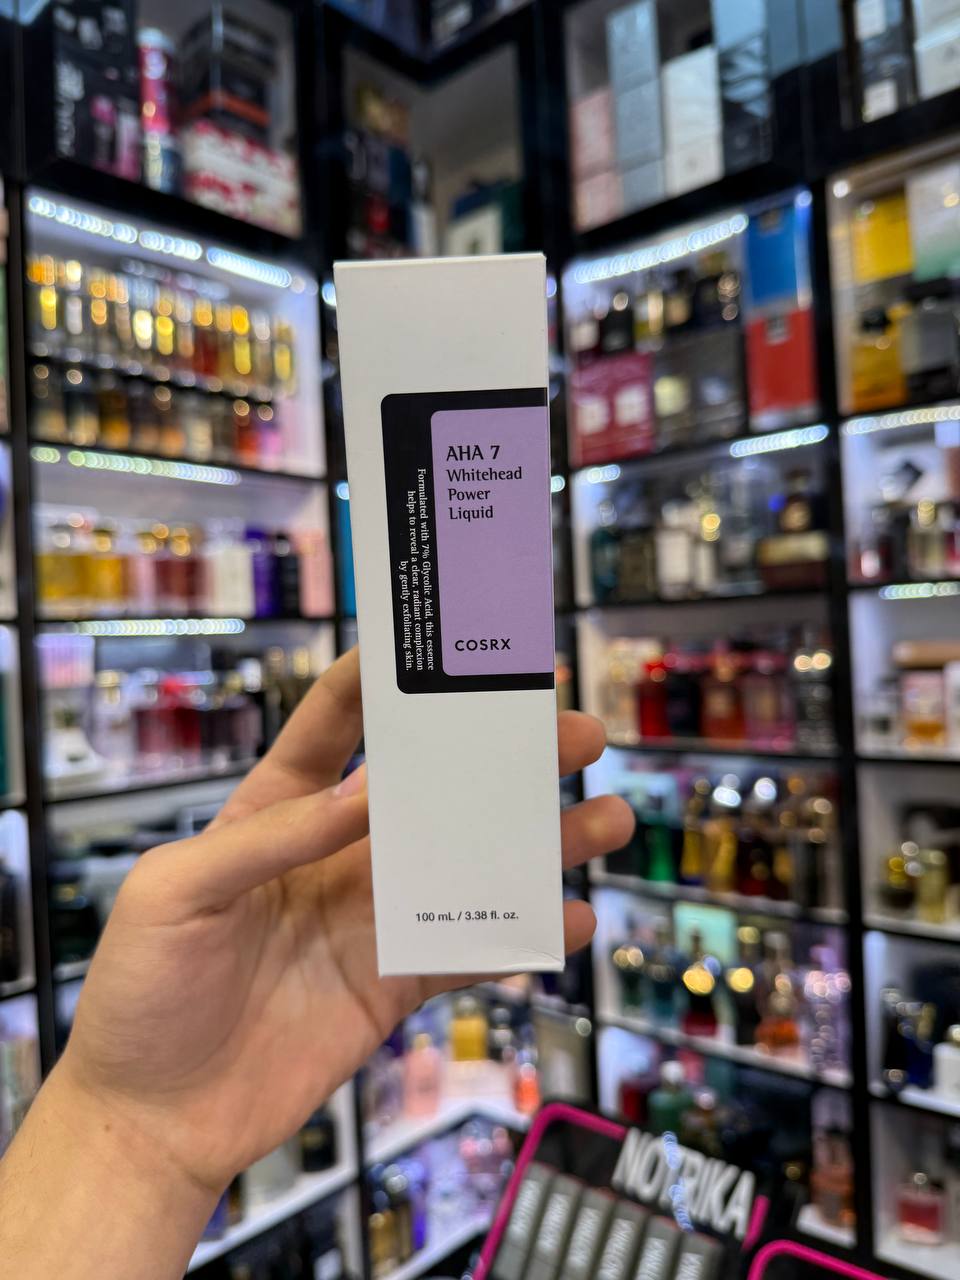 AHA 7
Whitehead
Power
Liquid
Formulated with 7% Glycolic Acid, this essence
helps to reveal a clear, radiant complexion
by gently exfoliating skin.
COSRX
100 mL / 3.38 fl. oz.